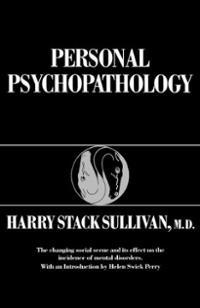 PERSONAL
PSYCHOPATHOLOGY
HARRY STACK SULLIVAN, M.D.
The changing social scene and its effect on the
incidence of mental disorders.
With an Introduction by Helen Swick Perry